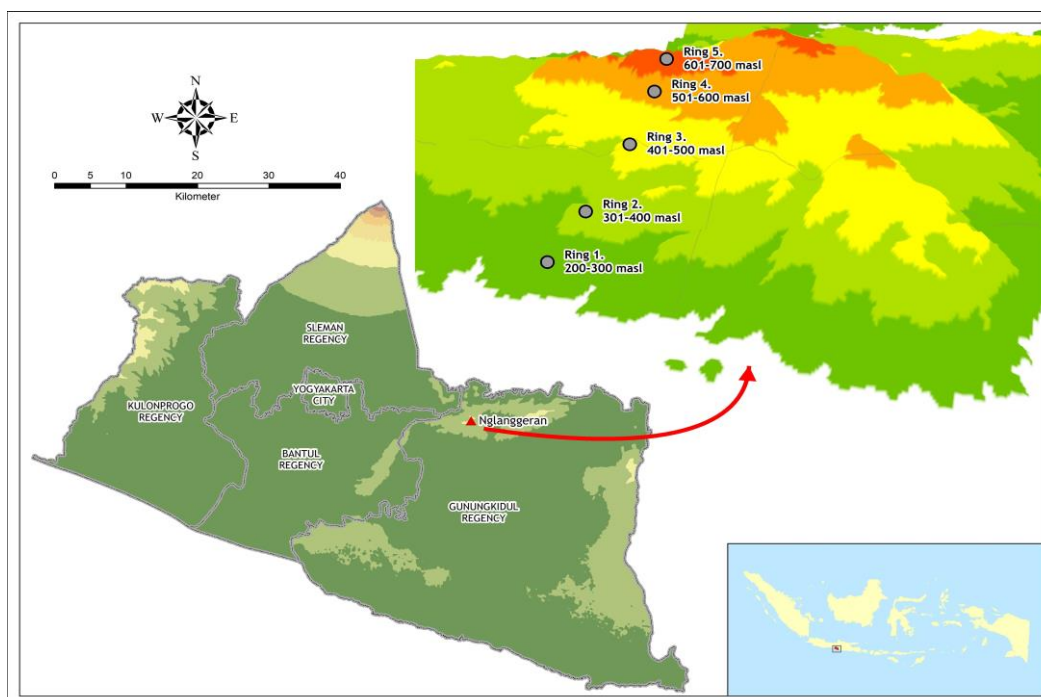 Ring 5.
601-700 masl
Ring 4.
501-600 masl
Ring 3.
401-500 masl
Ring 2.
301-400 masl
Ring 1.
200-300 masl
N
W E
S
0 10 20 30 40
Kilometer
SLEMAN
REGENCY
YOGYAKARTA
CITY
KULONPROGO
REGENCY
Nglanggeran
BANTUL
REGENCY
GUNUNGKIDUL
REGENCY